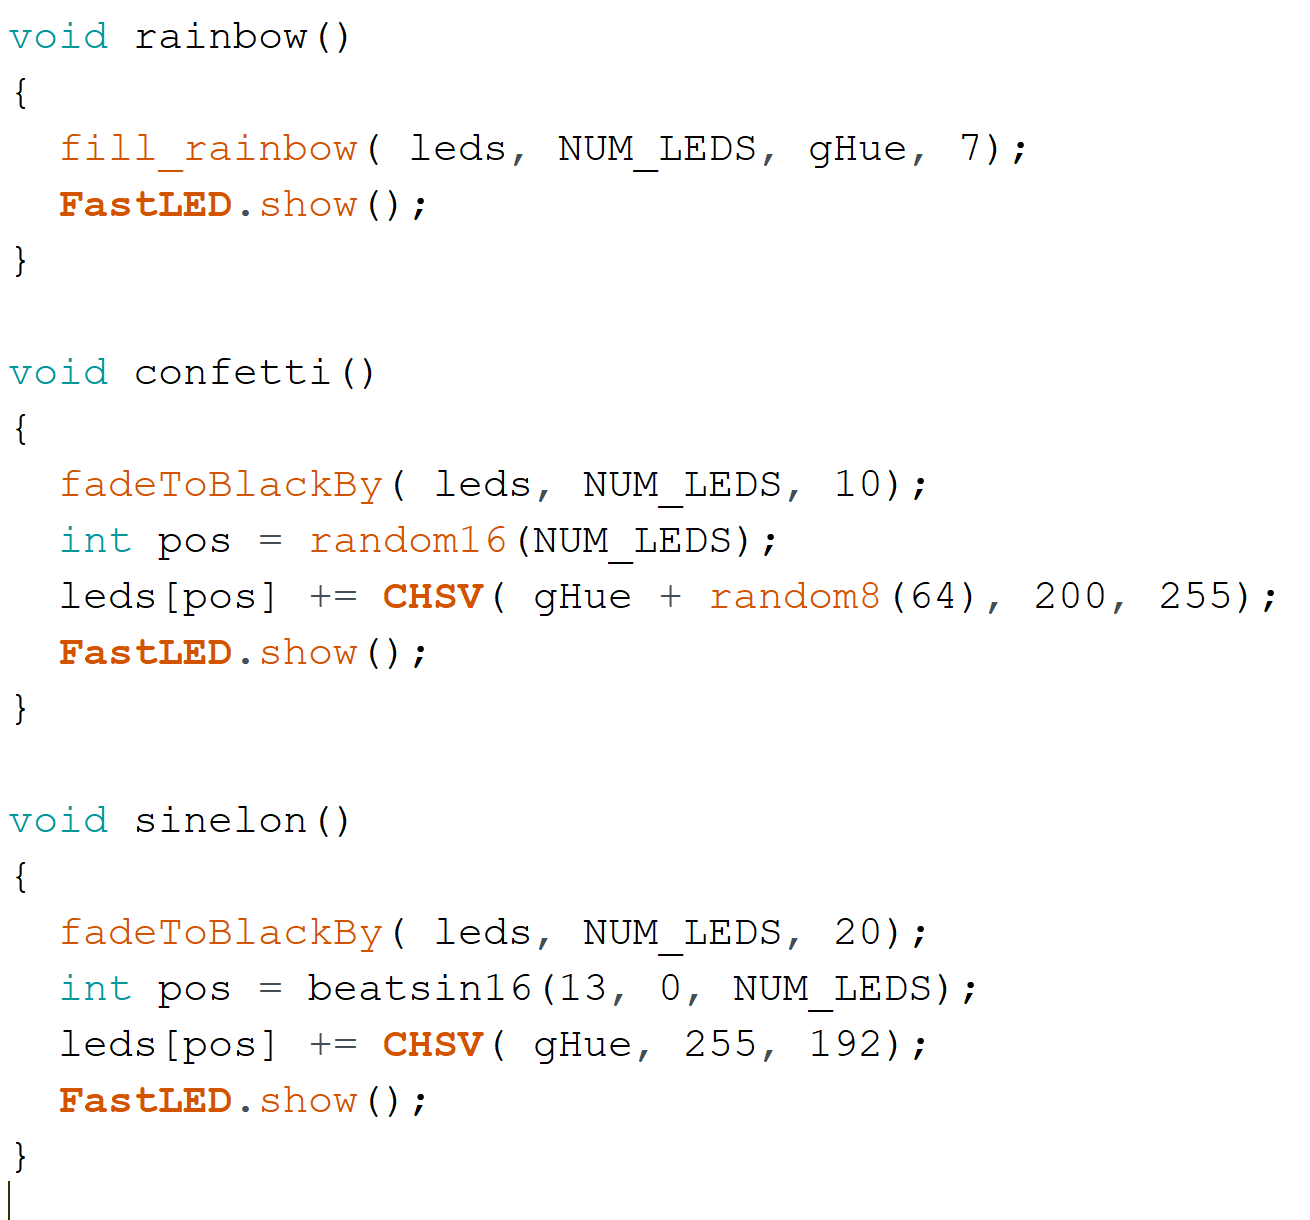 void rainbow()
{
  fill_rainbow( leds, NUM_LEDS, gHue, 7);
  FastLED.show();
}

void confetti()
{
  fadeToBlackBy( leds, NUM_LEDS, 10);
  int pos = random16(NUM_LEDS);
  leds[pos] += CHSV( gHue + random8(64), 200, 255);
  FastLED.show();
}

void sinelon()
{
  fadeToBlackBy( leds, NUM_LEDS, 20);
  int pos = beatsin16(13, 0, NUM_LEDS);
  leds[pos] += CHSV( gHue, 255, 192);
  FastLED.show();
}